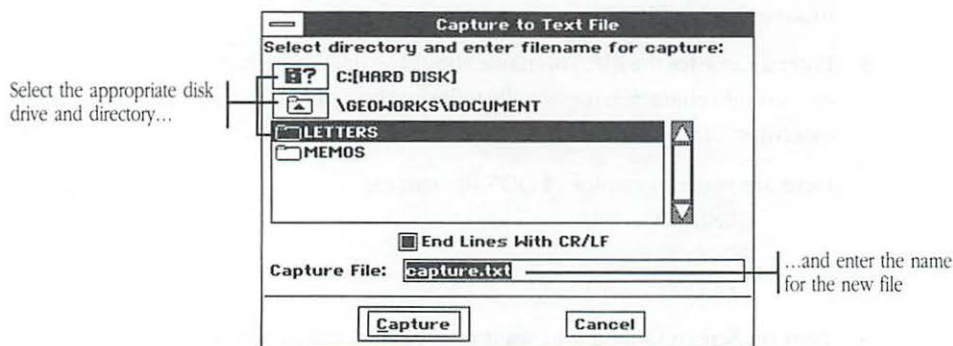 Capture to Text File
Select directory and enter filename for capture:
C:[HARD DISK]
Select the appropriate disk
drive and directory...
\GEOWORKS\DOCUMENT
LETTERS
MEMOS
End Lines With CR/LF
Capture File: capture.txt
...and enter the name
for the new file
Capture
Cancel